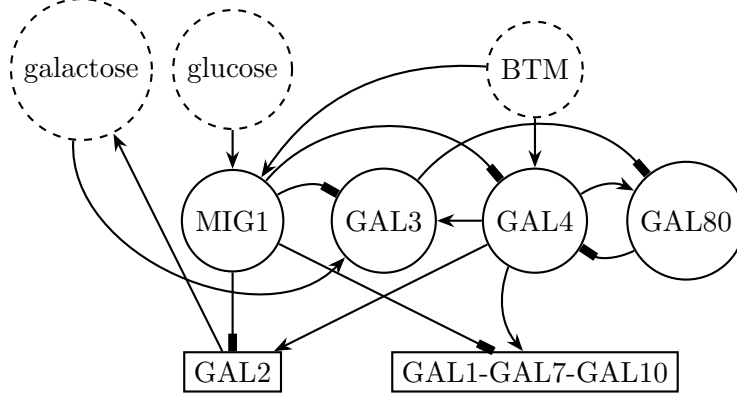 galactose
glucose
BTM
MIG1
GAL3
GAL4
GAL80
GAL2
GAL1-GAL7-GAL10